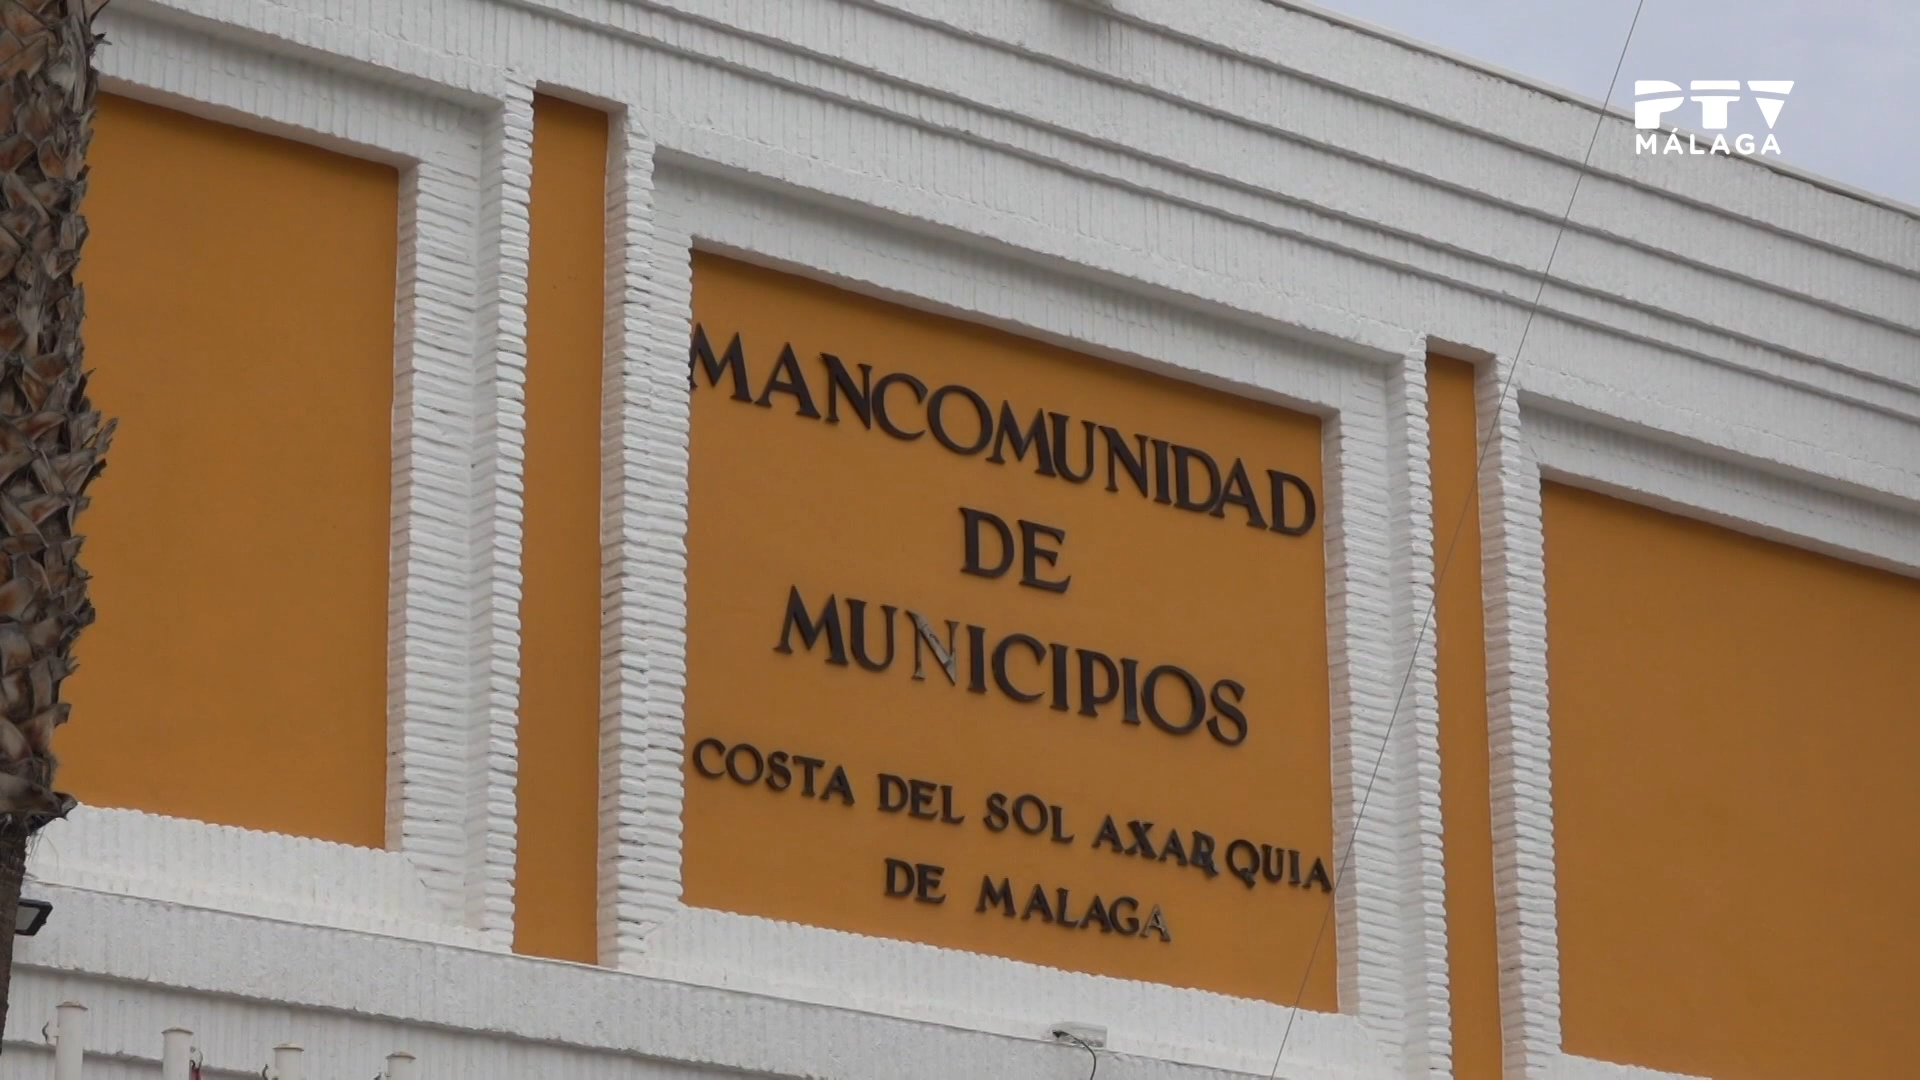 PTV
MÁLAGA
MANCOMUNIDAD
DE
MUNICIPIOS
COSTA DEL SOL AXARQUIA
DE MALAGA